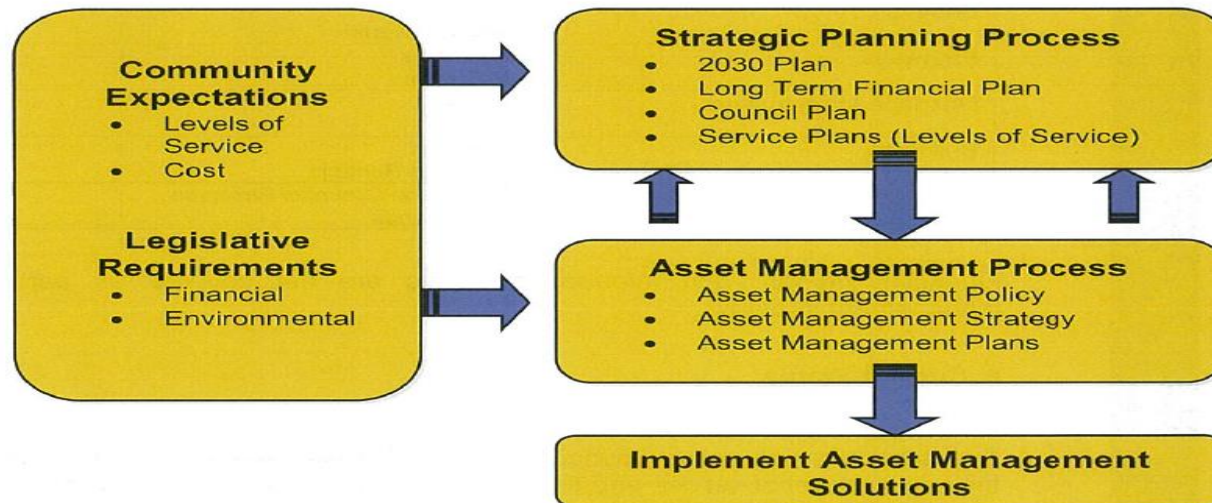 Community
Expectations
• Levels of
Service
• Cost
Legislative
Requirements
• Financial
• Environmental
Strategic Planning Process
• 2030 Plan
• Long Term Financial Plan
• Council Plan
• Service Plans (Levels of Service)
Asset Management Process
• Asset Management Policy
• Asset Management Strategy
• Asset Management Plans
Implement Asset Management
Solutions